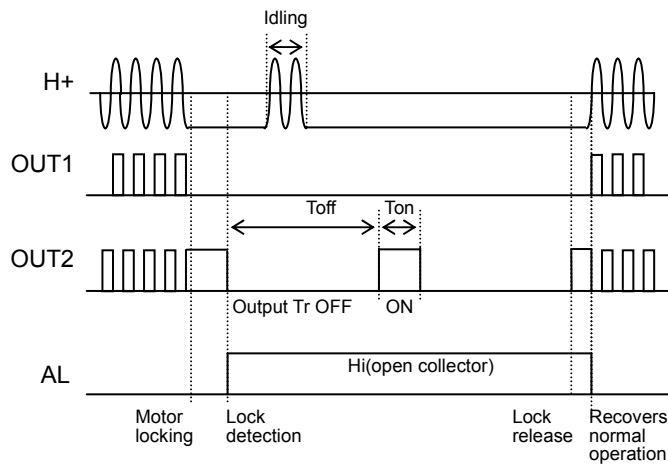 Idling
H+
OUT1
Toff
Ton
OUT2
Output Tr OFF
ON
AL
Hi(open collector)
Motor
locking
Lock
detection
Lock
release
Recovers
normal
operation